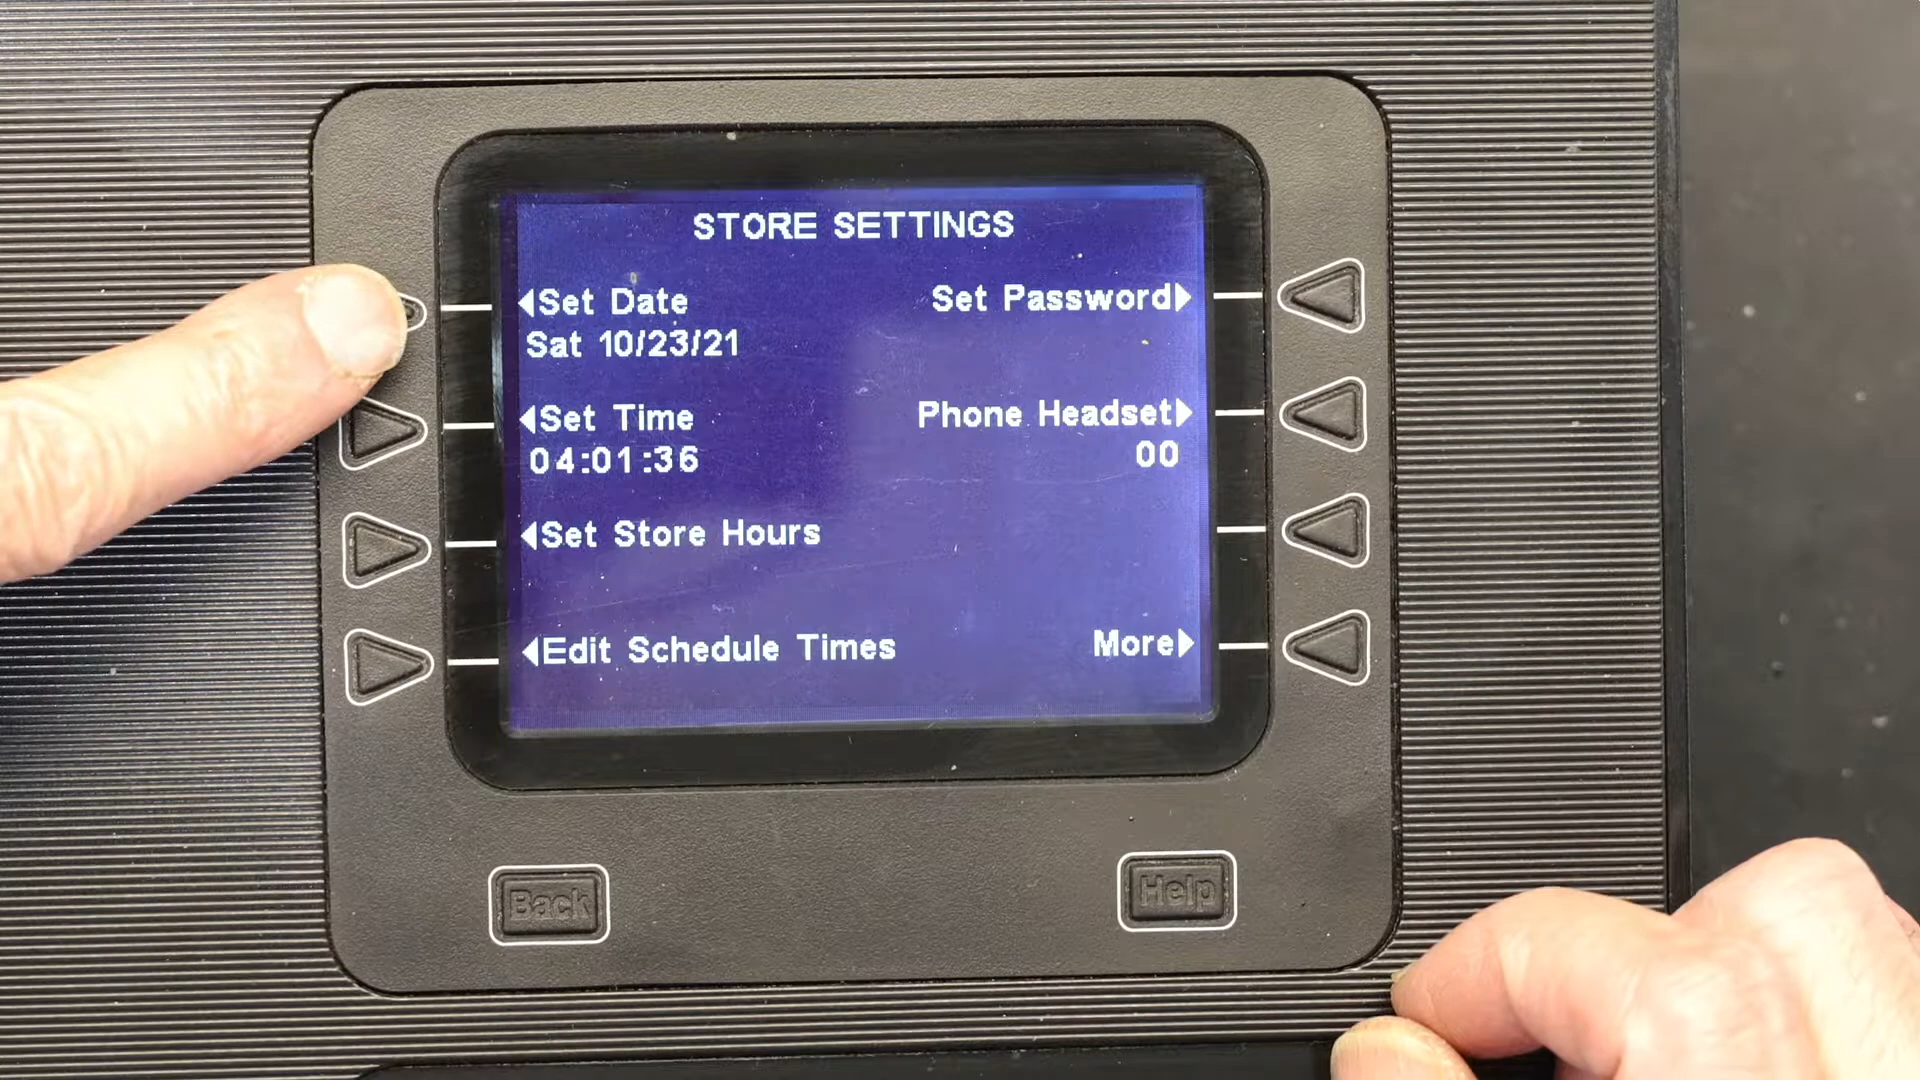 STORE SETTINGS
Set Date
Sat 10/23/21
Set Password
Set Time
04:01:36
Phone Headset
00
Set Store Hours
Edit Schedule Times
More
Back
Help